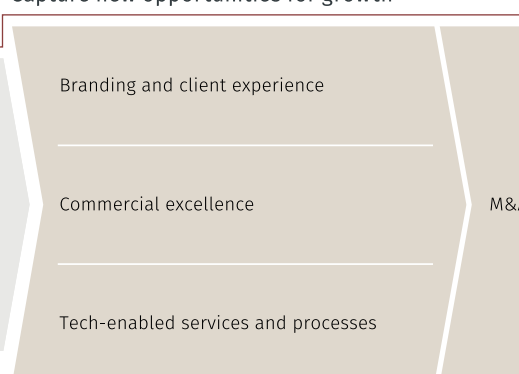 capture new opportunities for growth
Branding and client experience
Commercial excellence
M&
Tech-enabled services and processes